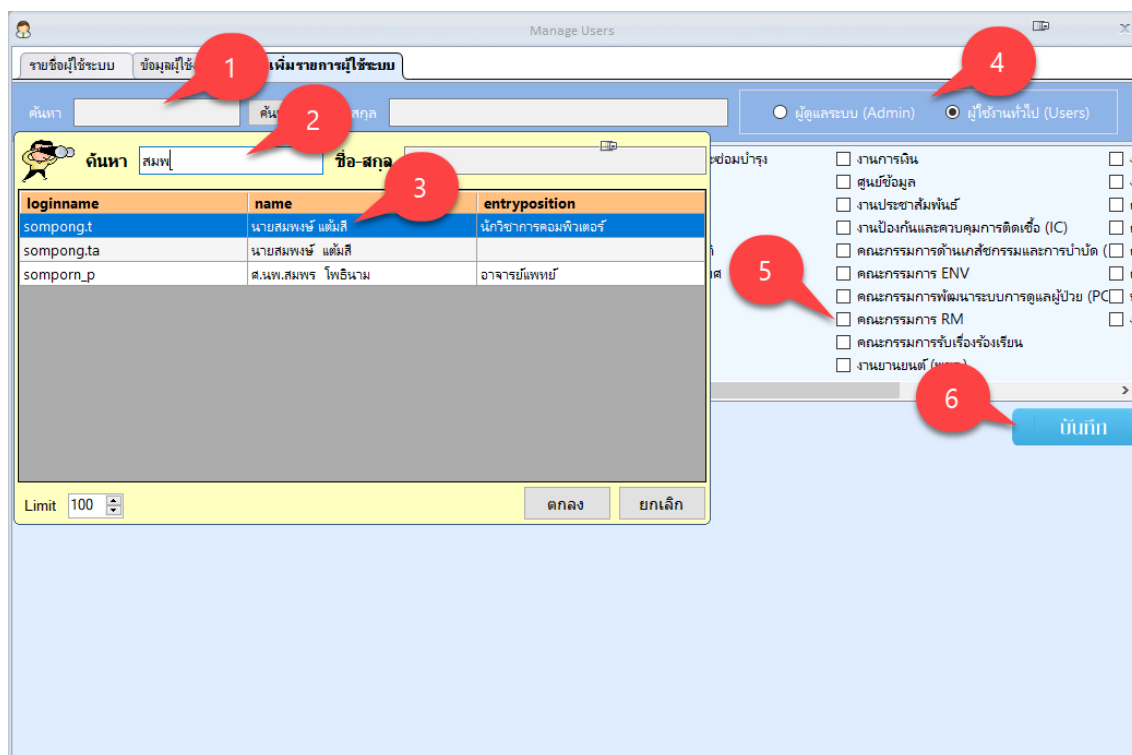 Manage Users
รายชื่อผู้ใช้ระบบ
เพิ่มรายการผู้ใช้ระบบ
1
4
ค้นหา
ผู้ดูแลระบบ (Admin)
ผู้ใช้งานทั่วไป (Users)
2
ค้นหา
สมพ
ชื่อ-สกุล
3
loginname name entryposition
sompong.t นายสมพงษ์ แต้มสี นักวิชาการคอมพิวเตอร์
sompong.ta นายสมพงษ์ แต้มสี
somporn_p ศ.นพ.สมพร โพธินาม อาจารย์แพทย์
Limit 100
ตกลง
ยกเลิก
งานการเงิน
ศูนย์ข้อมูล
งานประชาสัมพันธ์
งานป้องกันและควบคุมการติดเชื้อ (IC)
คณะกรรมการด้านเภสัชกรรมและการบำบัด (
5
คณะกรรมการ ENV
คณะกรรมการพัฒนาระบบการดูแลผู้ป่วย (PC
คณะกรรมการ RM
คณะกรรมการรับเรื่องร้องเรียน
งานยานยนต์
6
บันทึก